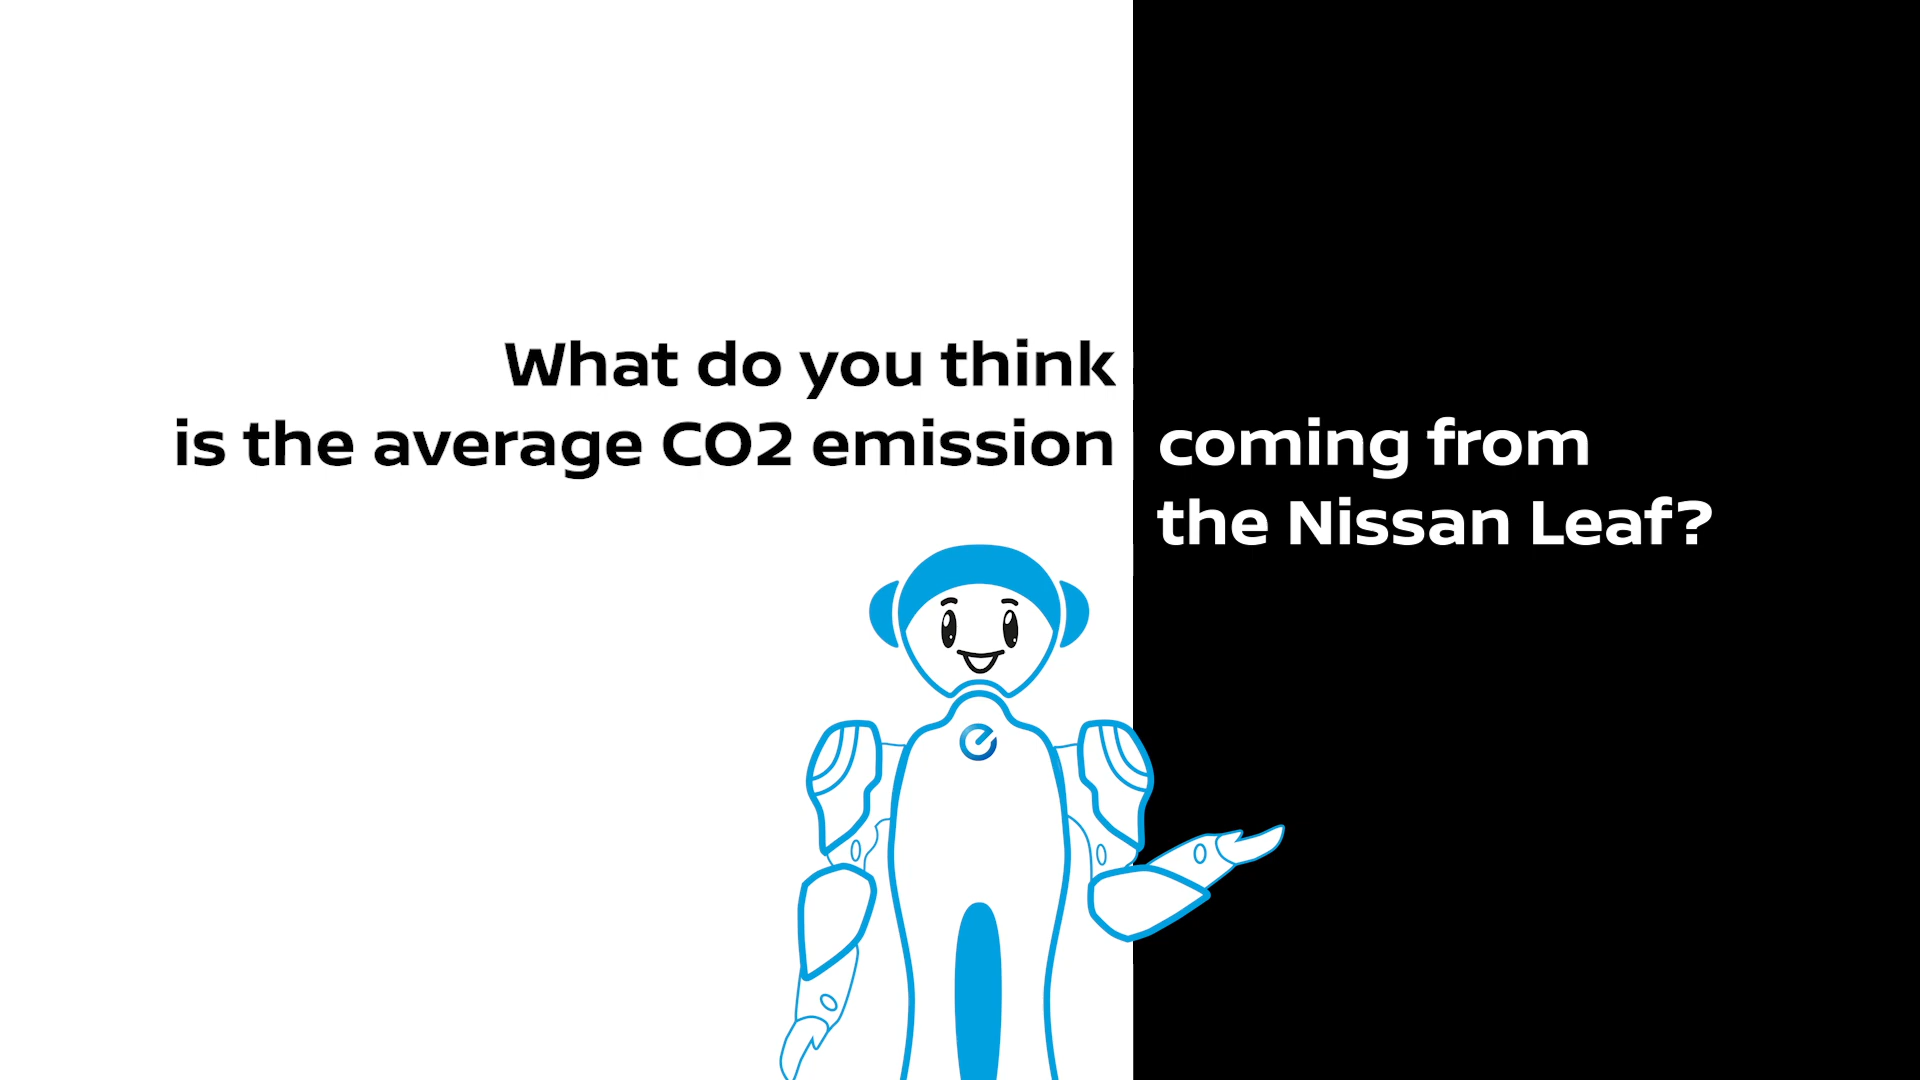 What do you think
is the average CO2 emission coming from
the Nissan Leaf?